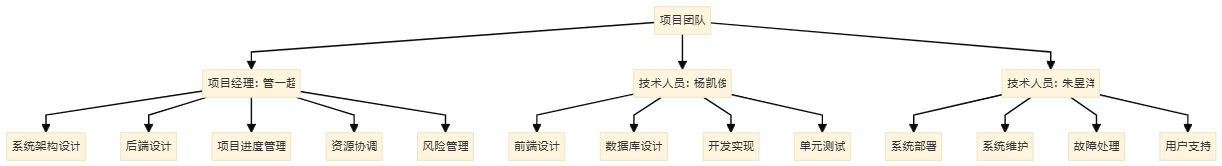 项目团队
项目经理: 管一超
技术人员: 杨凯俊
技术人员: 朱昱洋
系统架构设计
后端设计
项目进度管理
资源协调
风险管理
前端设计
数据库设计
开发实现
单元测试
系统部署
系统维护
故障处理
用户支持